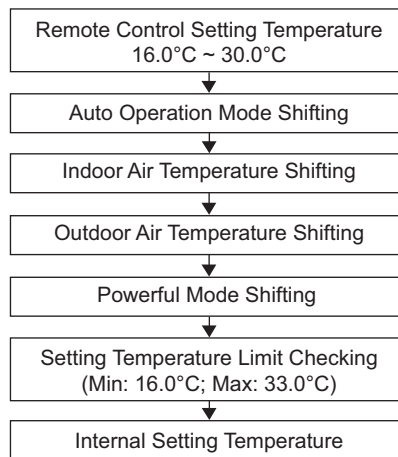 Remote Control Setting Temperature
16.0°C ~ 30.0°C
Auto Operation Mode Shifting
Indoor Air Temperature Shifting
Outdoor Air Temperature Shifting
Powerful Mode Shifting
Setting Temperature Limit Checking
(Min: 16.0°C; Max: 33.0°C)
Internal Setting Temperature